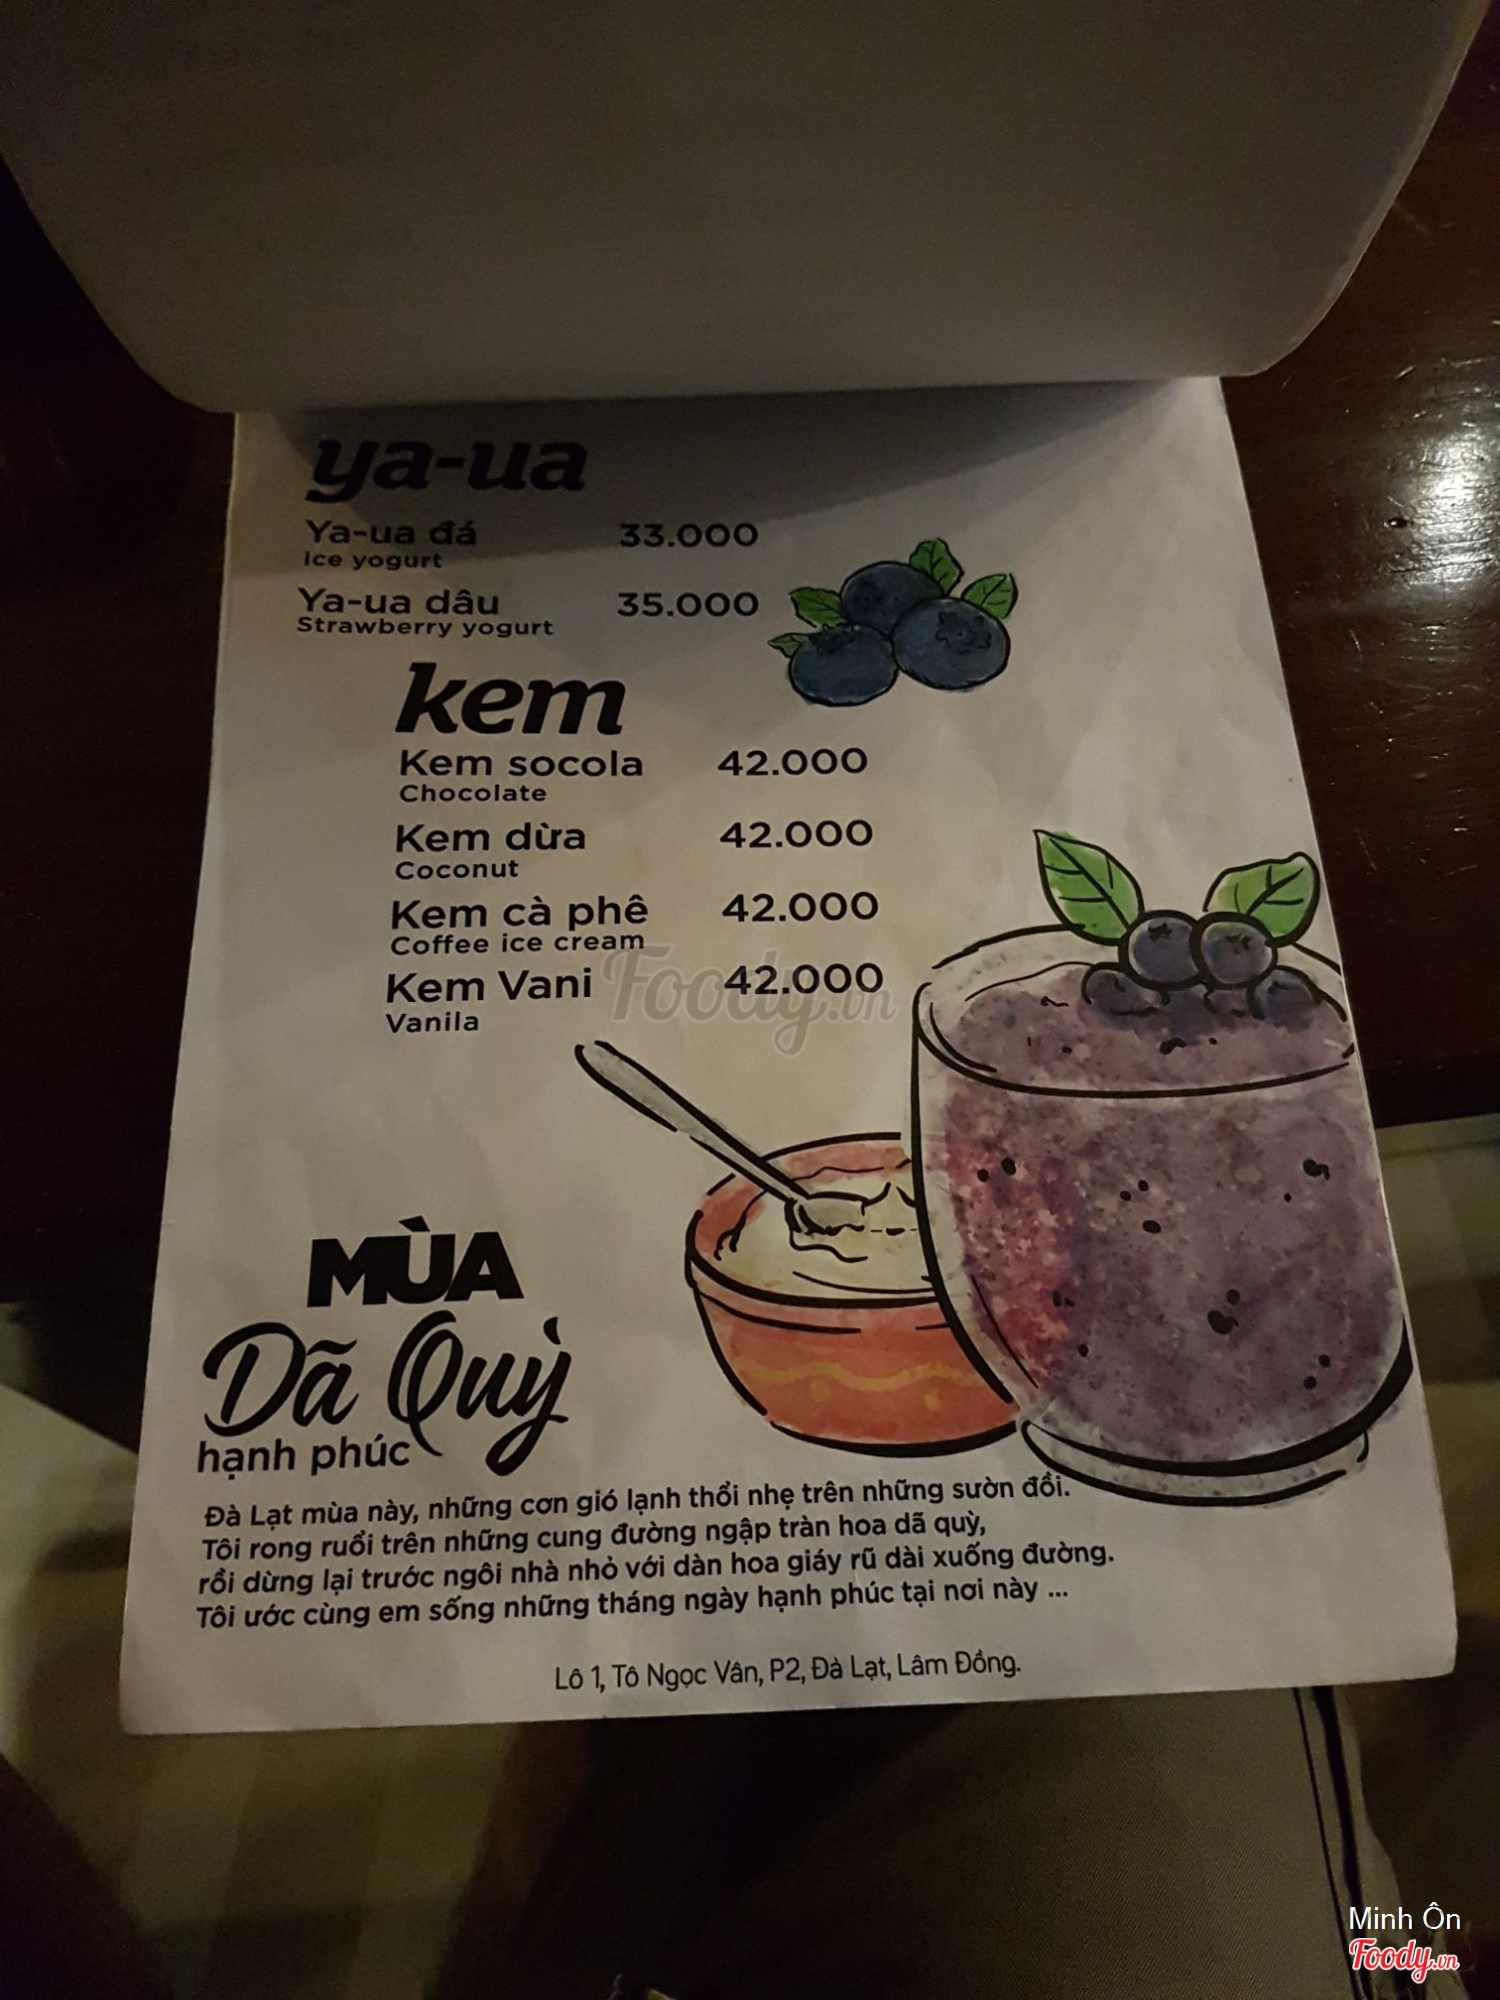 ya-ua
Ya-ua đá 33.000
Ice yogurt
Ya-ua dâu 35.000
Strawberry yogurt
kem
Kem socola 42.000
Chocolate
Kem dừa 42.000
Coconut
Kem cà phê 42.000
Coffee ice cream
Kem Vani 42.000
Vanila
Foody.vn
MÙA
Dã Quỳ
hạnh phúc
Đà Lạt mùa này, những cơn gió lạnh thổi nhẹ trên những sườn đồi.
Tôi rong ruổi trên những cung đường ngập tràn hoa dã quỳ,
rồi dừng lại trước ngôi nhà nhỏ với dàn hoa giáy rũ dài xuống đường.
Tôi ước cùng em sống những tháng ngày hạnh phúc tại nơi này ...
Lô 1, Tô Ngọc Vân, P2, Đà Lạt, Lâm Đồng.
Minh Ôn
Foody.vn